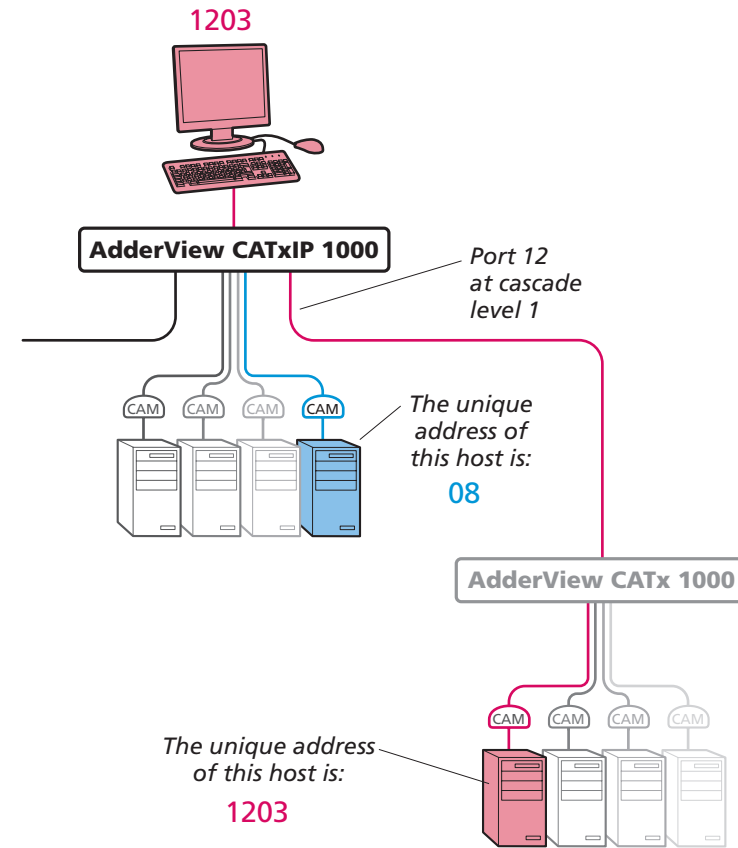 1203
AdderView CATxIP 1000
Port 12
at cascade
level 1
CAM CAM CAM CAM
The unique
address of
this host is:
08
AdderView CATx 1000
CAM CAM CAM CAM
The unique address
of this host is:
1203